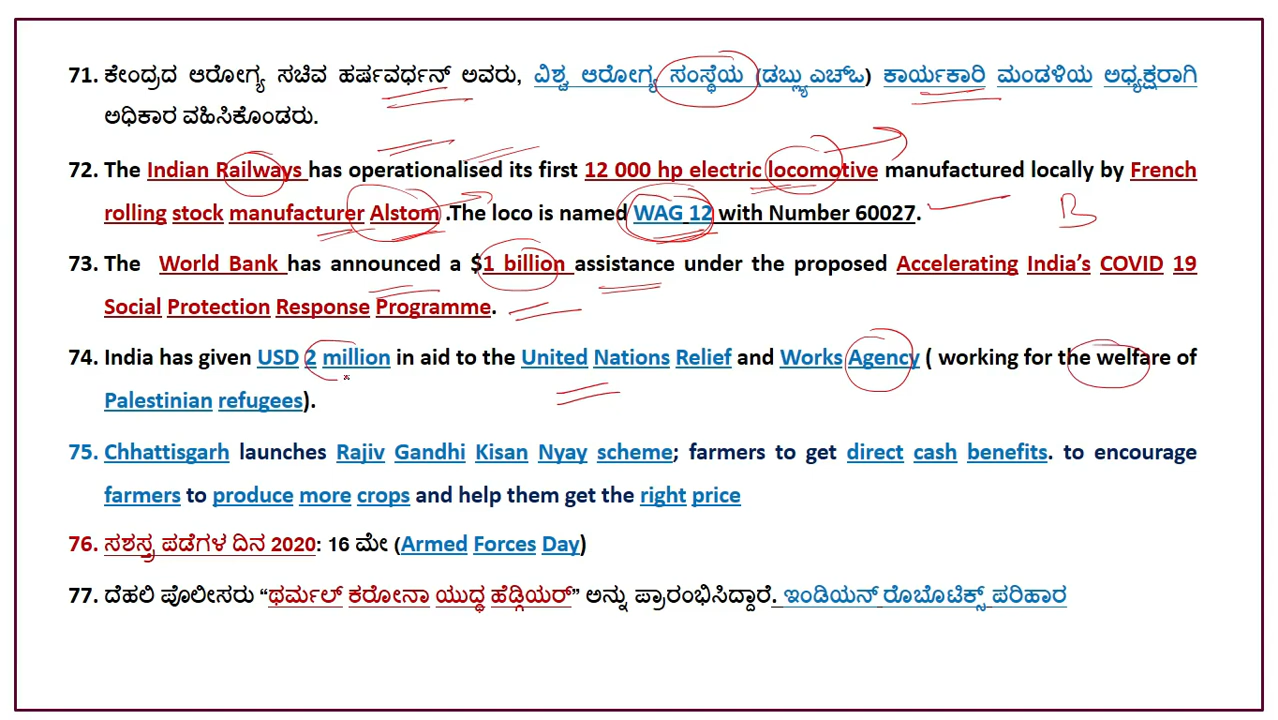 71. ಕೇಂದ್ರದ ಆರೋಗ್ಯ ಸಚಿವ ಹರ್ಷವರ್ಧನ್ ಅವರು, ವಿಶ್ವ ಆರೋಗ್ಯ ಸಂಸ್ಥೆಯ (ಡಬ್ಲ್ಯುಎಚ್ಒ) ಕಾರ್ಯಕಾರಿ ಮಂಡಳಿಯ ಅಧ್ಯಕ್ಷರಾಗಿ
ಅಧಿಕಾರ ವಹಿಸಿಕೊಂಡರು.
72. The Indian Railways has operationalised its first 12 000 hp electric locomotive manufactured locally by French
rolling stock manufacturer Alstom .The loco is named WAG 12 with Number 60027.
B
73. The World Bank has announced a $1 billion assistance under the proposed Accelerating India’s COVID 19
Social Protection Response Programme.
74. India has given USD 2 million in aid to the United Nations Relief and Works Agency ( working for the welfare of
Palestinian refugees).
75. Chhattisgarh launches Rajiv Gandhi Kisan Nyay scheme; farmers to get direct cash benefits. to encourage
farmers to produce more crops and help them get the right price
76. ಸಶಸ್ತ್ರ ಪಡೆಗಳ ದಿನ 2020: 16 ಮೇ (Armed Forces Day)
77. ದೆಹಲಿ ಪೊಲೀಸರು “ಥರ್ಮಲ್ ಕರೋನಾ ಯುದ್ಧ ಹೆಡ್ಗಿಯರ್” ಅನ್ನು ಪ್ರಾರಂಭಿಸಿದ್ದಾರೆ. ಇಂಡಿಯನ್ ರೊಬೊಟಿಕ್ಸ್ ಪರಿಹಾರ